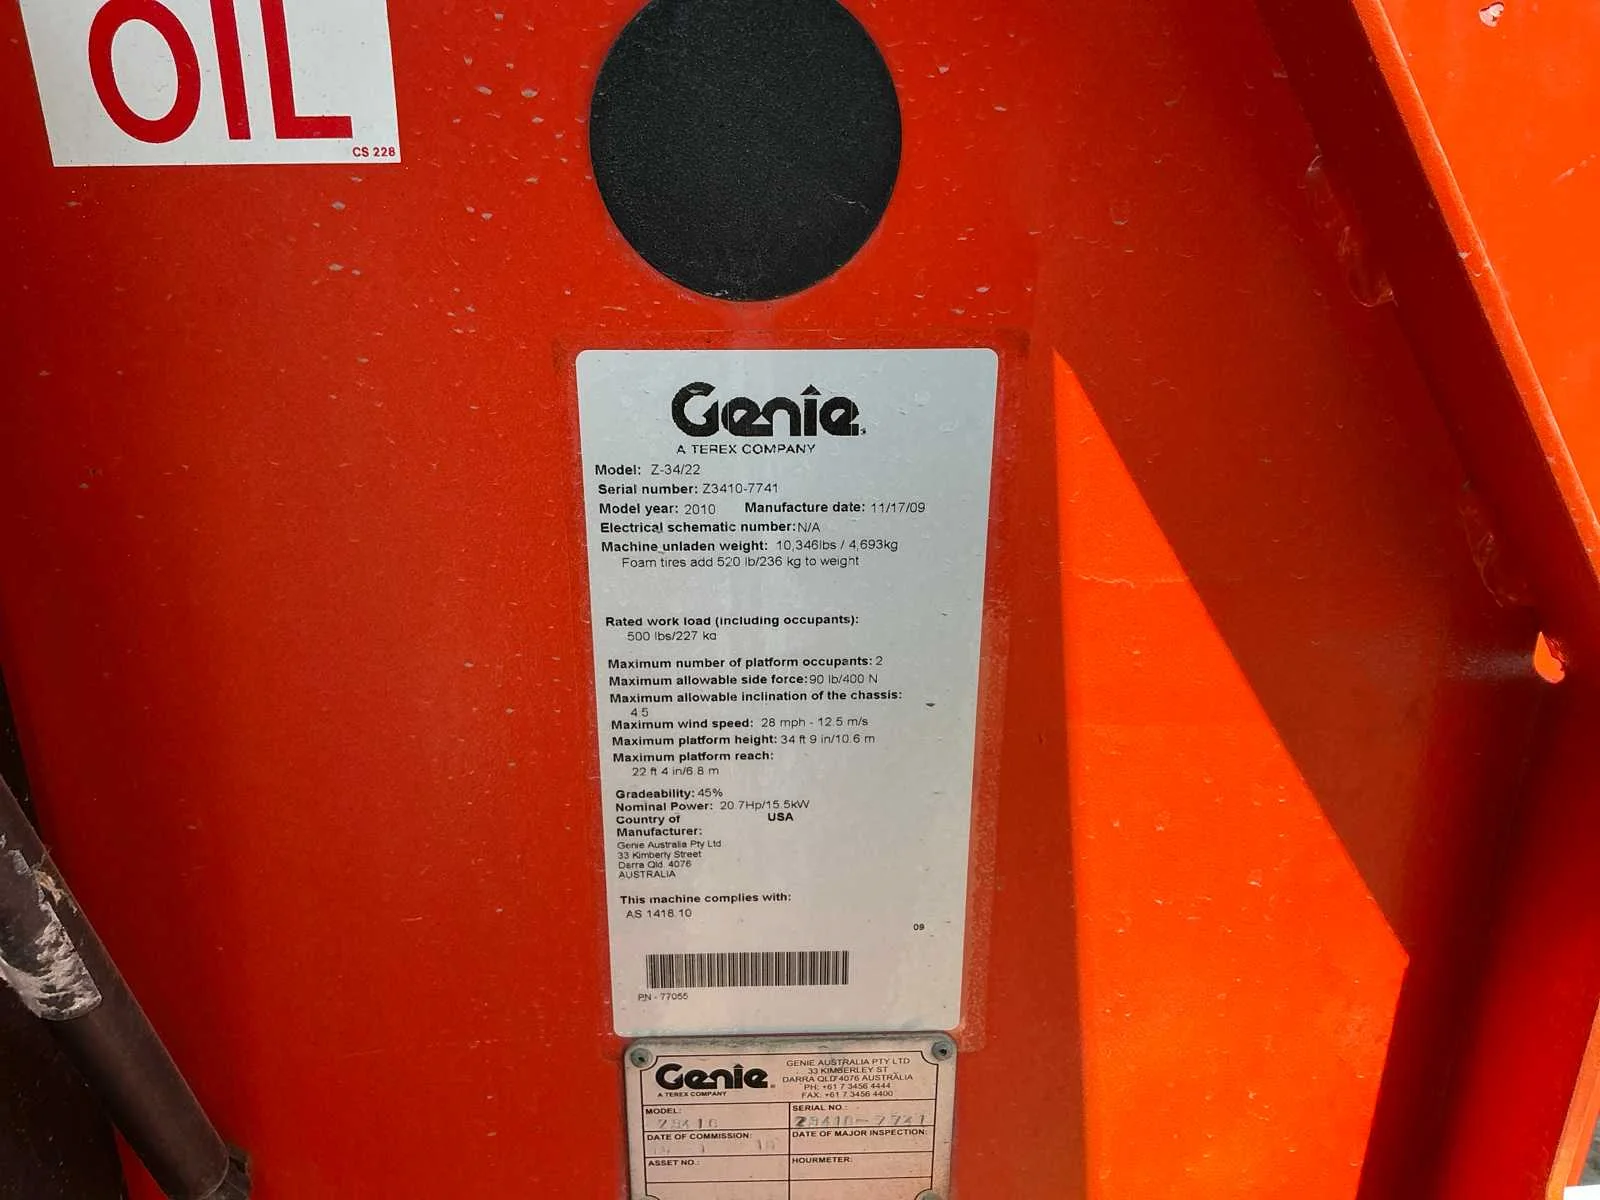 OIL
CS 228
Genie
A TEREX COMPANY
Model: Z-34/22
Serial number: Z3410-7741
Model year: 2010 Manufacture date: 11/17/09
Electrical schematic number: N/A
Machine unladen weight: 10,346lbs / 4,693kg
Foam tires add 520 lb/236 kg to weight
Rated work load (including occupants):
500 lbs/227 kg
Maximum number of platform occupants: 2
Maximum allowable side force: 90 lb/400 N
Maximum allowable inclination of the chassis:
4.5
Maximum wind speed: 28 mph - 12.5 m/s
Maximum platform height: 34 ft 9 in/10.6 m
Maximum platform reach:
22 ft 4 in/6.8 m
Gradeability: 45%
Nominal Power: 20.7Hp/15.5kW
Country of USA
Manufacturer:
Genie Australia Pty Ltd
33 Kimberly Street
Darra Qld. 4076
AUSTRALIA
This machine complies with:
AS 1418.10
09
PN - 77055
Genie
A TEREX COMPANY
GENIE AUSTRALIA PTY LTD
33 KIMBERLEY ST
DARRA QLD 4076 AUSTRALIA
PH: +61 7 3456 4444
FAX: +61 7 3456 4400
MODEL: Z3410
SERIAL NO.: Z3410-7741
DATE OF COMMISSION:
DATE OF MAJOR INSPECTION:
ASSET NO.:
HOURMETER: